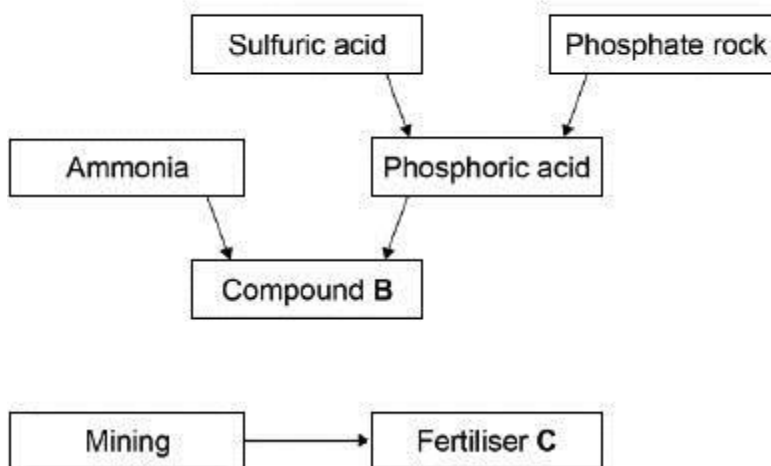 Sulfuric acid
Phosphate rock
Ammonia
Phosphoric acid
Compound B
Mining
Fertiliser C